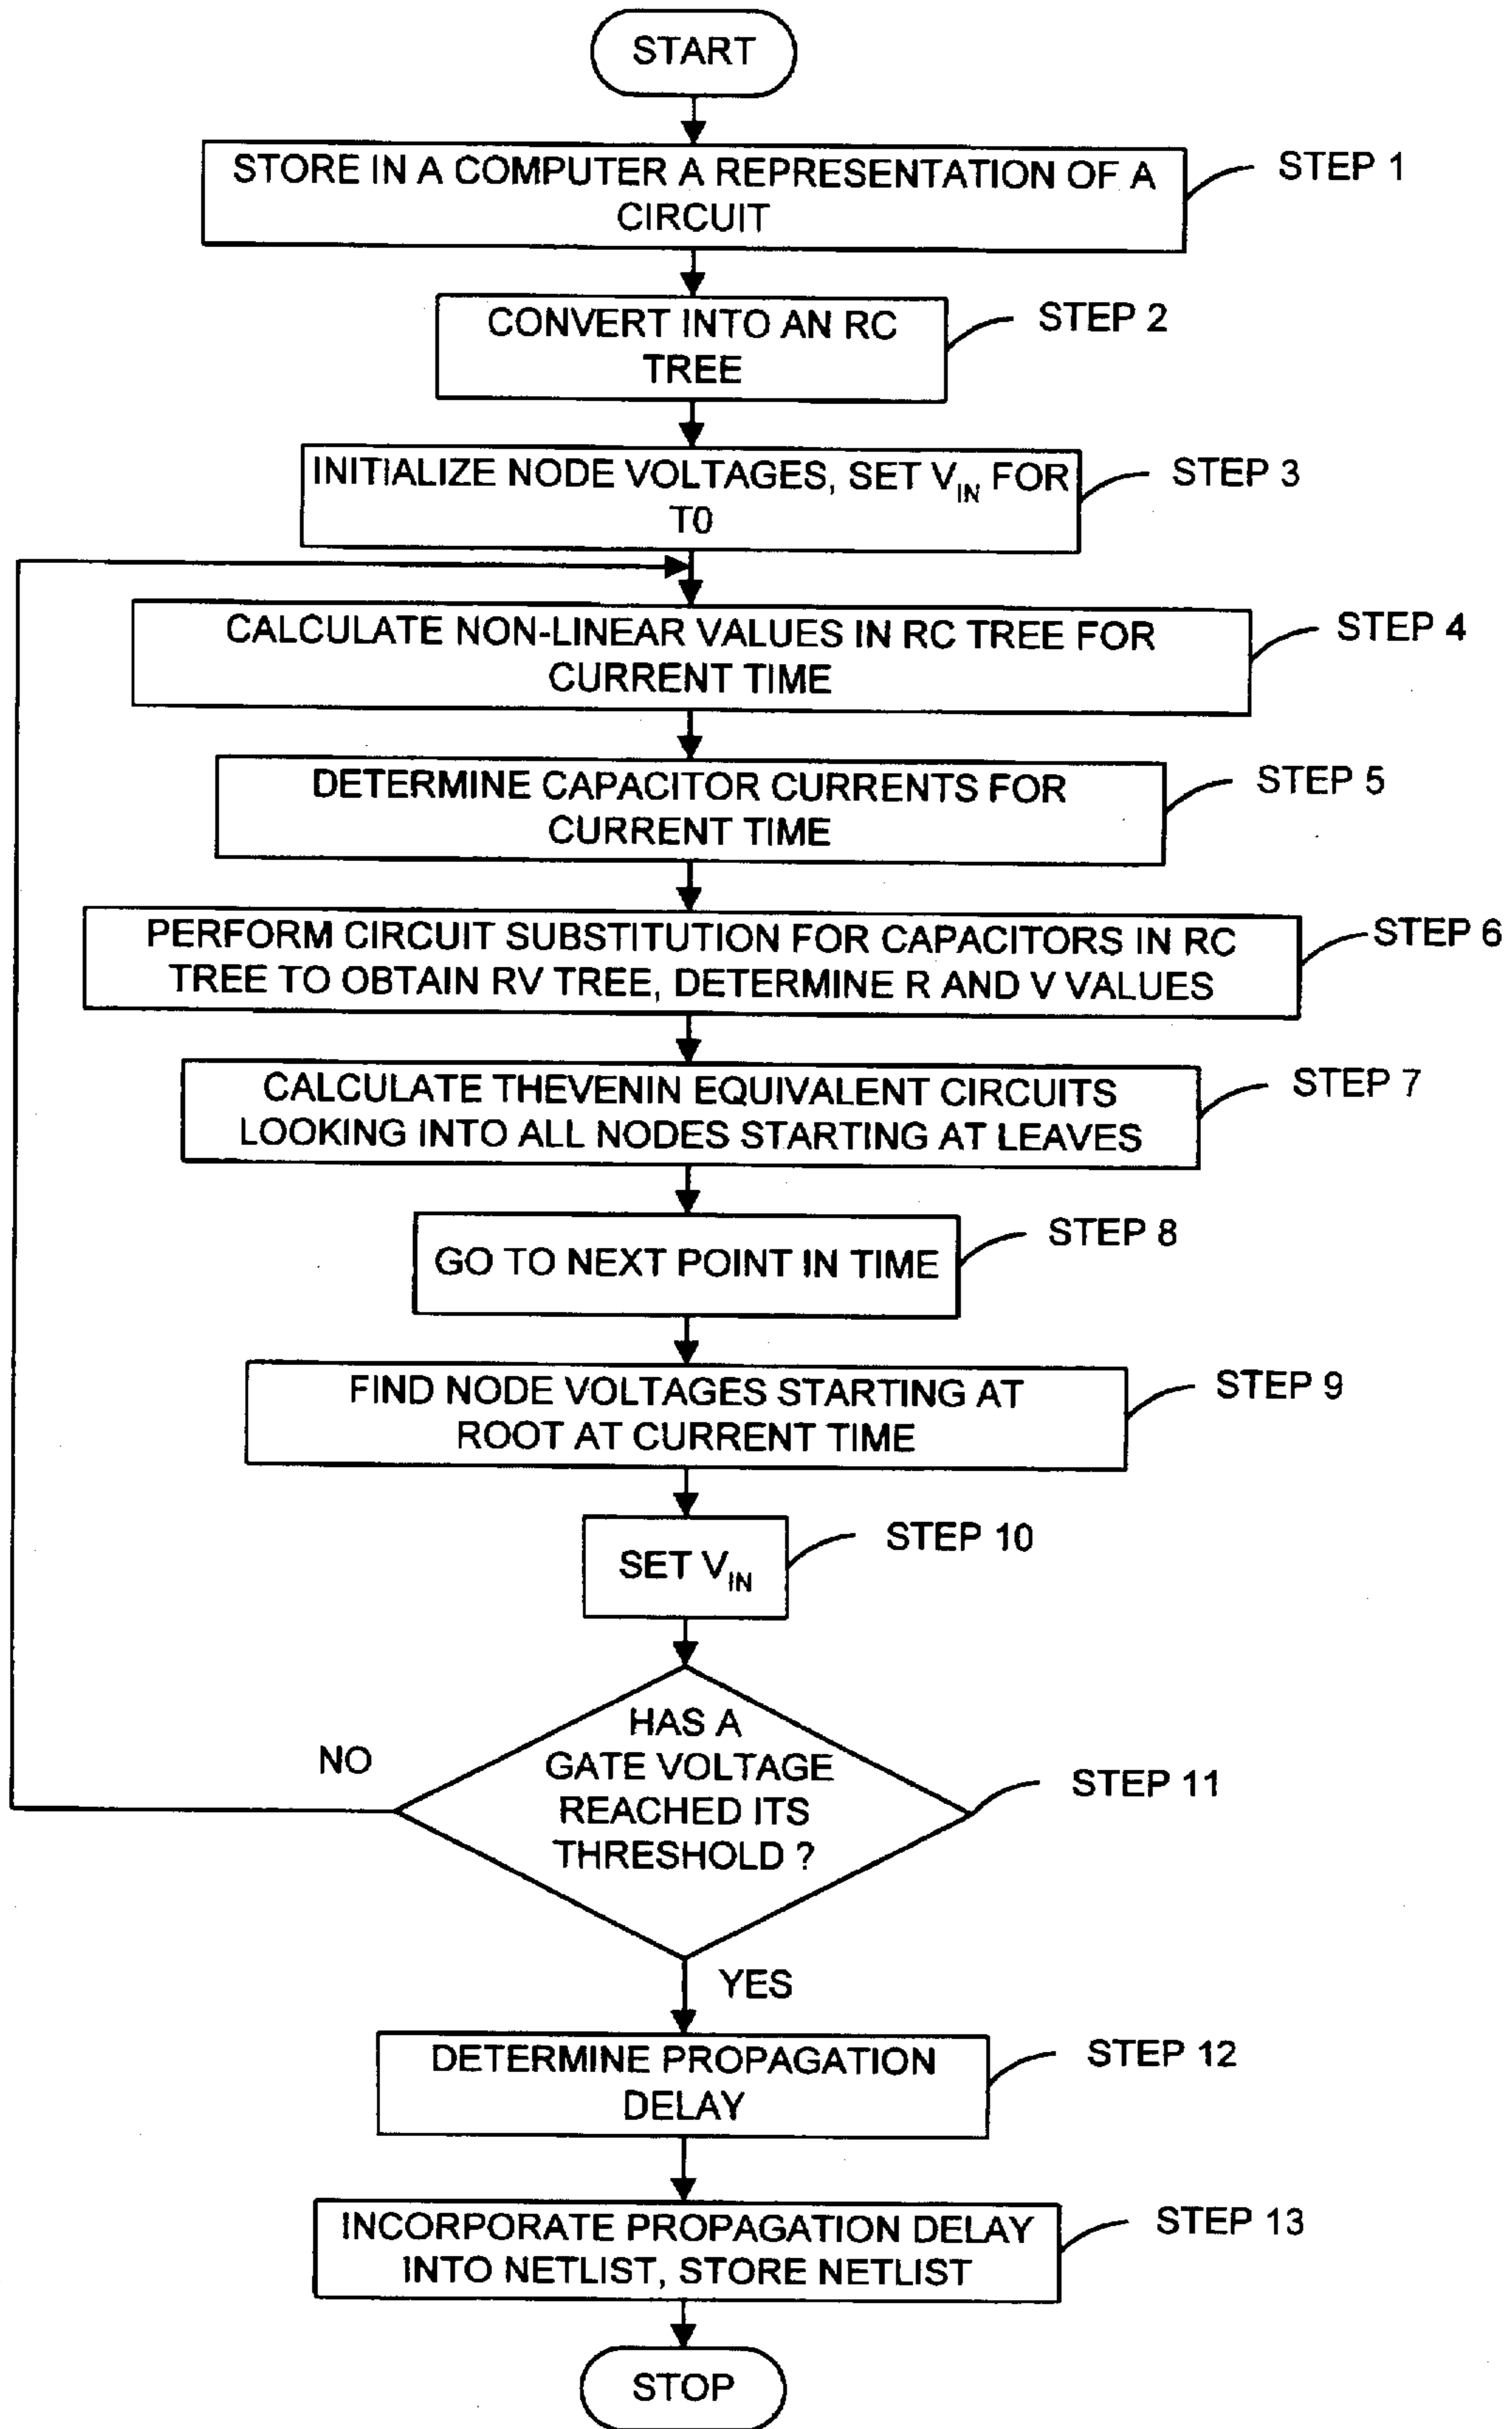 START
STORE IN A COMPUTER A REPRESENTATION OF A
CIRCUIT
STEP 1
CONVERT INTO AN RC
TREE
STEP 2
INITIALIZE NODE VOLTAGES, SET V_IN FOR
T0
STEP 3
CALCULATE NON-LINEAR VALUES IN RC TREE FOR
CURRENT TIME
STEP 4
DETERMINE CAPACITOR CURRENTS FOR
CURRENT TIME
STEP 5
PERFORM CIRCUIT SUBSTITUTION FOR CAPACITORS IN RC
TREE TO OBTAIN RV TREE, DETERMINE R AND V VALUES
STEP 6
CALCULATE THEVENIN EQUIVALENT CIRCUITS
LOOKING INTO ALL NODES STARTING AT LEAVES
STEP 7
GO TO NEXT POINT IN TIME
STEP 8
FIND NODE VOLTAGES STARTING AT
ROOT AT CURRENT TIME
STEP 9
SET V_IN
STEP 10
HAS A
GATE VOLTAGE
REACHED ITS
THRESHOLD ?
STEP 11
NO
YES
DETERMINE PROPAGATION
DELAY
STEP 12
INCORPORATE PROPAGATION DELAY
INTO NETLIST, STORE NETLIST
STEP 13
STOP